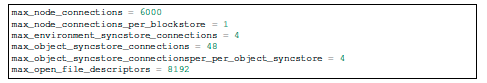 max_node_connections = 6000
max_node_connections_per_blockstore = 1
max_environment_syncstore_connections = 4
max_object_syncstore_connections = 48
max_object_syncstore_connectionsper_per_object_syncstore = 4
max_open_file_descriptors = 8192